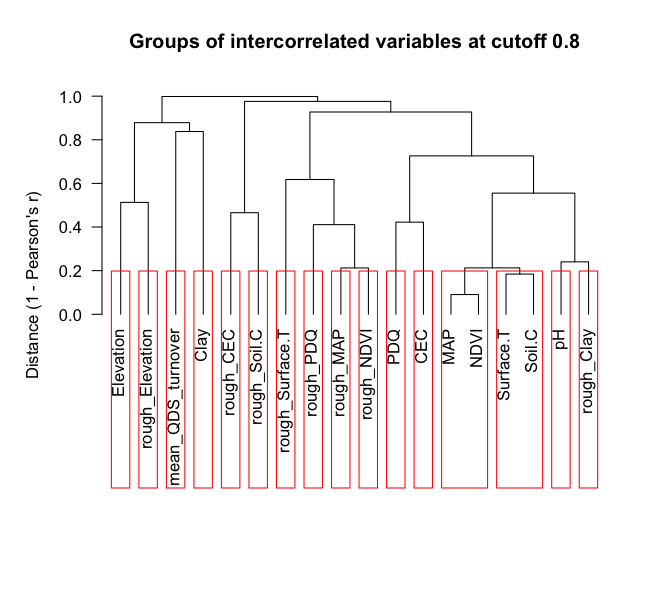 Groups of intercorrelated variables at cutoff 0.8
Distance (1 - Pearson's r)
1.0
0.8
0.6
0.4
0.2
0.0
Elevation
rough_Elevation
mean_QDS_turnover
Clay
rough_CEC
rough_Soil.C
rough_Surface.T
rough_PDQ
rough_MAP
rough_NDVI
PDQ
CEC
MAP
NDVI
Surface.T
Soil.C
pH
rough_Clay